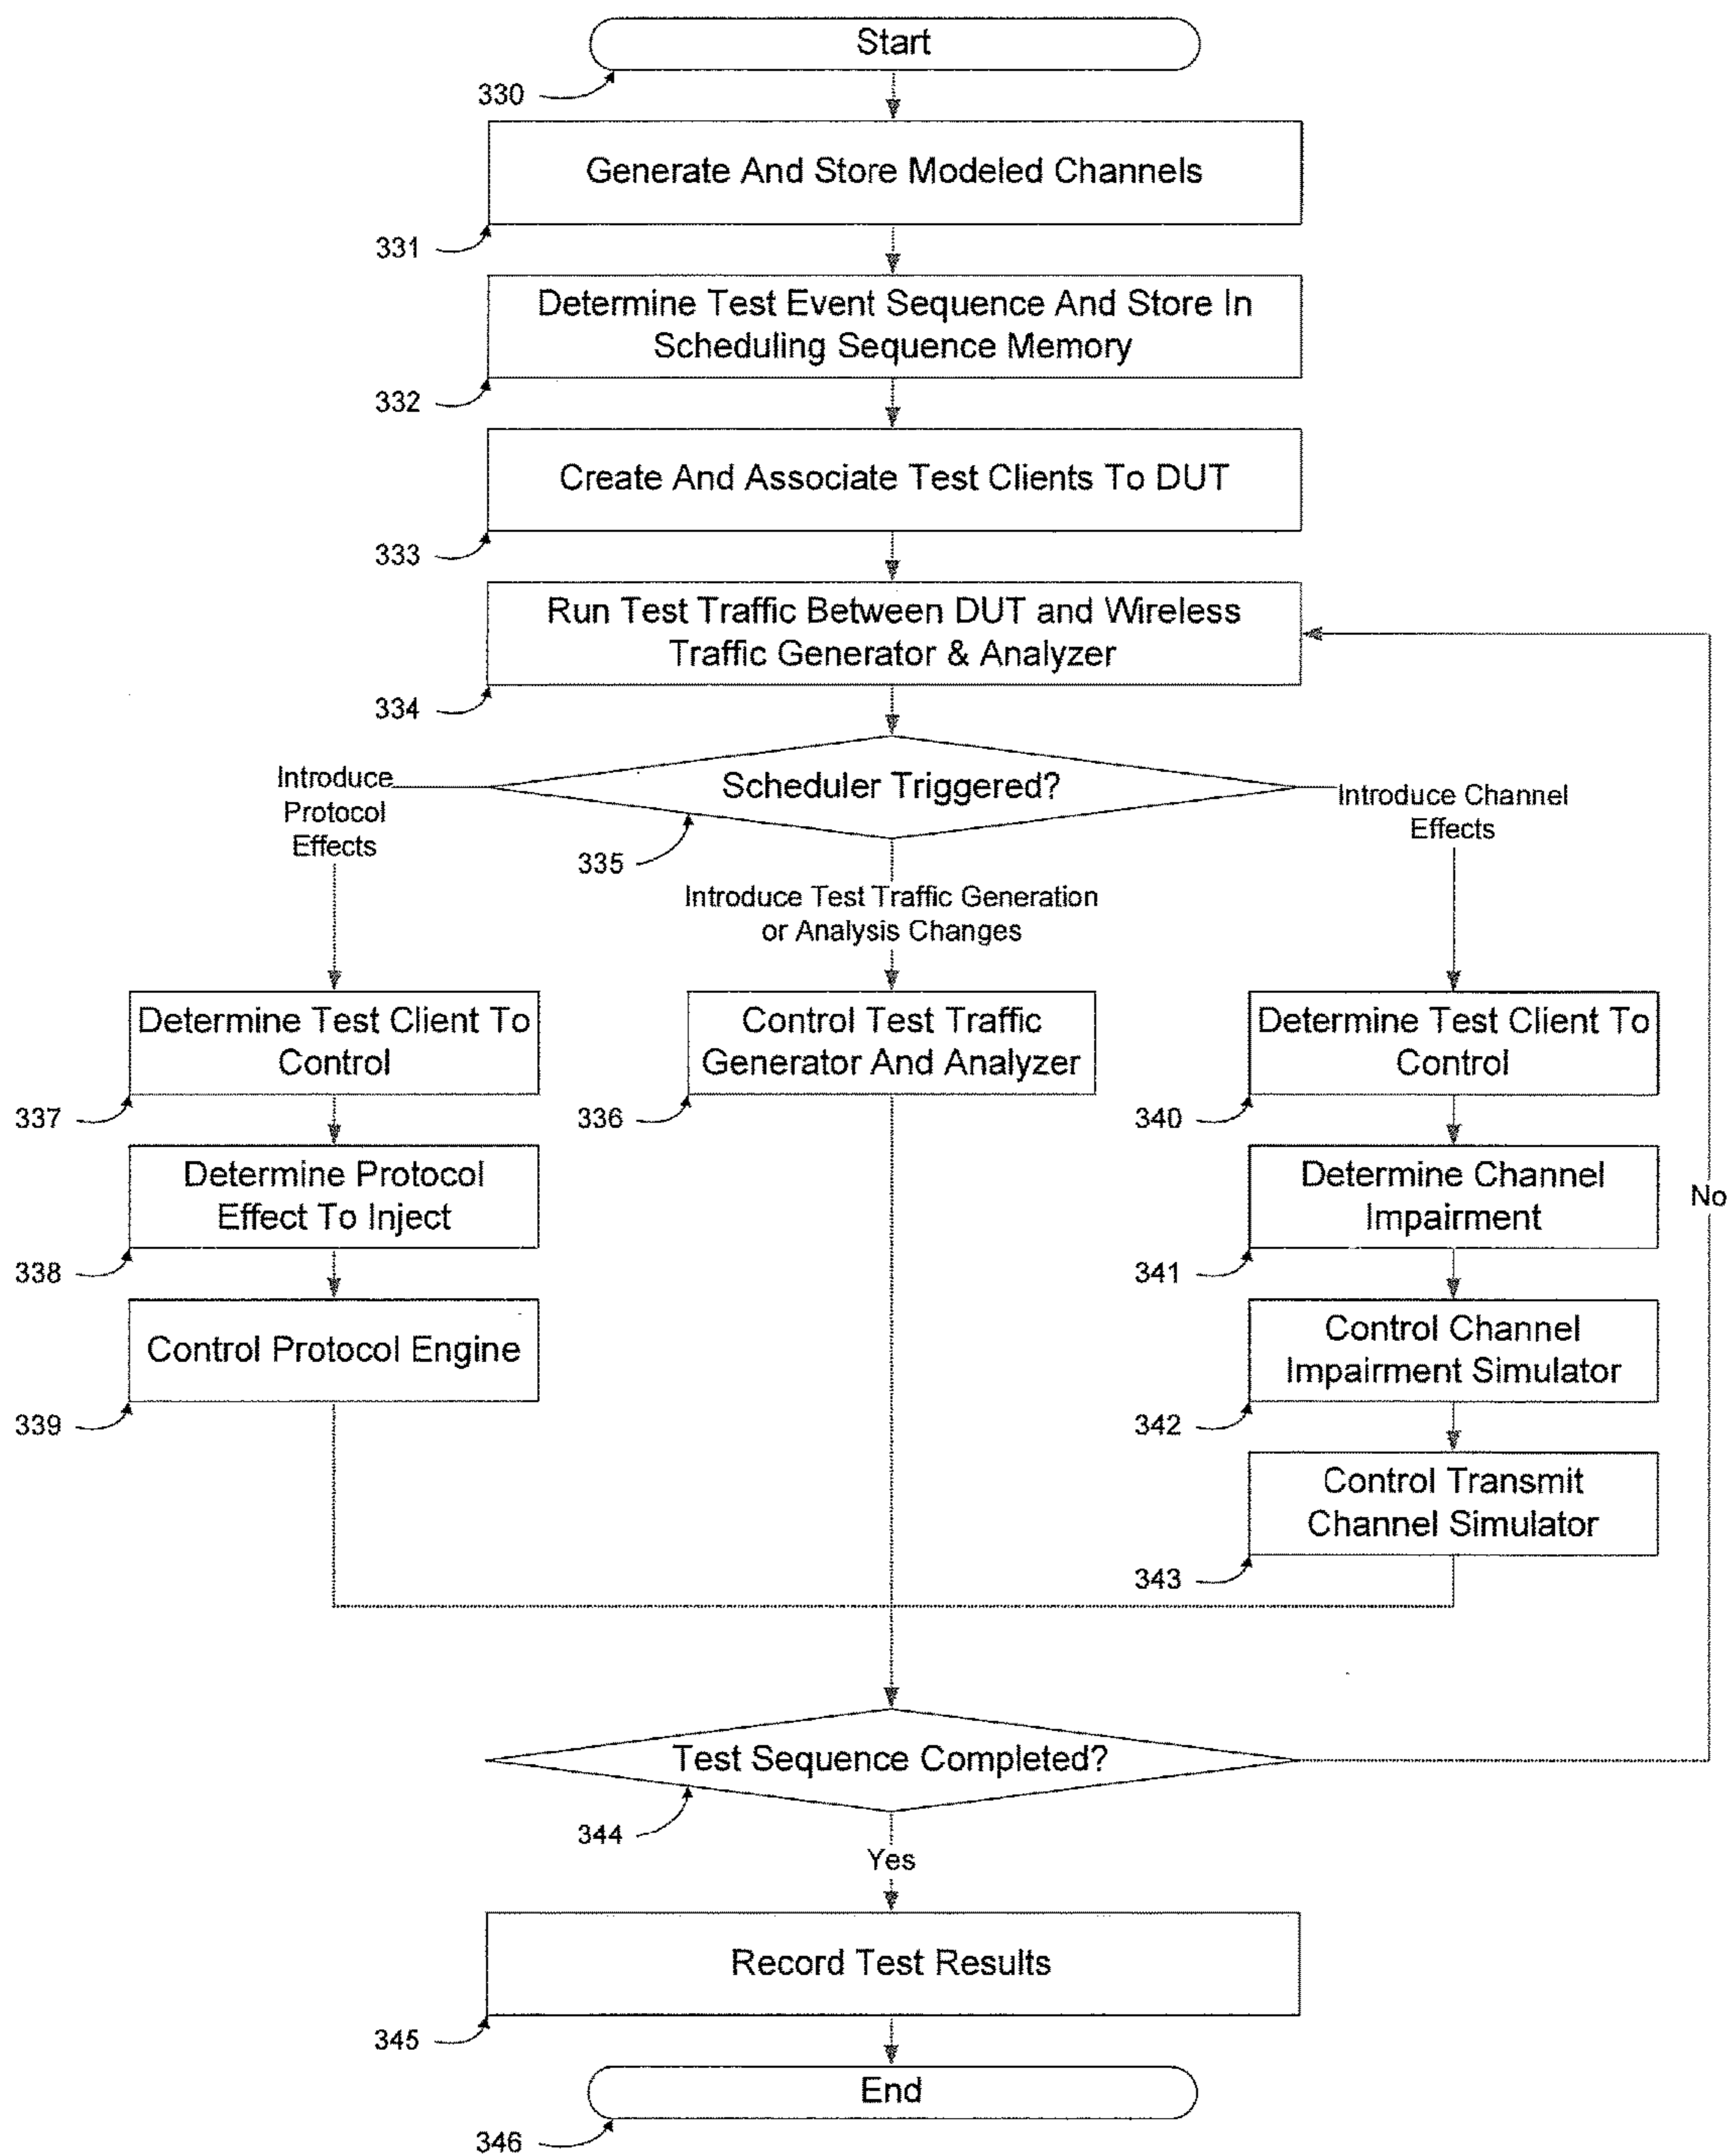 Start
330
Generate And Store Modeled Channels
331
Determine Test Event Sequence And Store In
Scheduling Sequence Memory
332
Create And Associate Test Clients To DUT
333
Run Test Traffic Between DUT and Wireless
Traffic Generator & Analyzer
334
Scheduler Triggered?
335
Introduce
Protocol
Effects
Introduce Test Traffic Generation
or Analysis Changes
Introduce Channel
Effects
Determine Test Client To
Control
337
Determine Protocol
Effect To Inject
338
Control Protocol Engine
339
Control Test Traffic
Generator And Analyzer
336
Determine Test Client To
Control
340
Determine Channel
Impairment
341
Control Channel
Impairment Simulator
342
Control Transmit
Channel Simulator
343
No
Test Sequence Completed?
344
Yes
Record Test Results
345
End
346